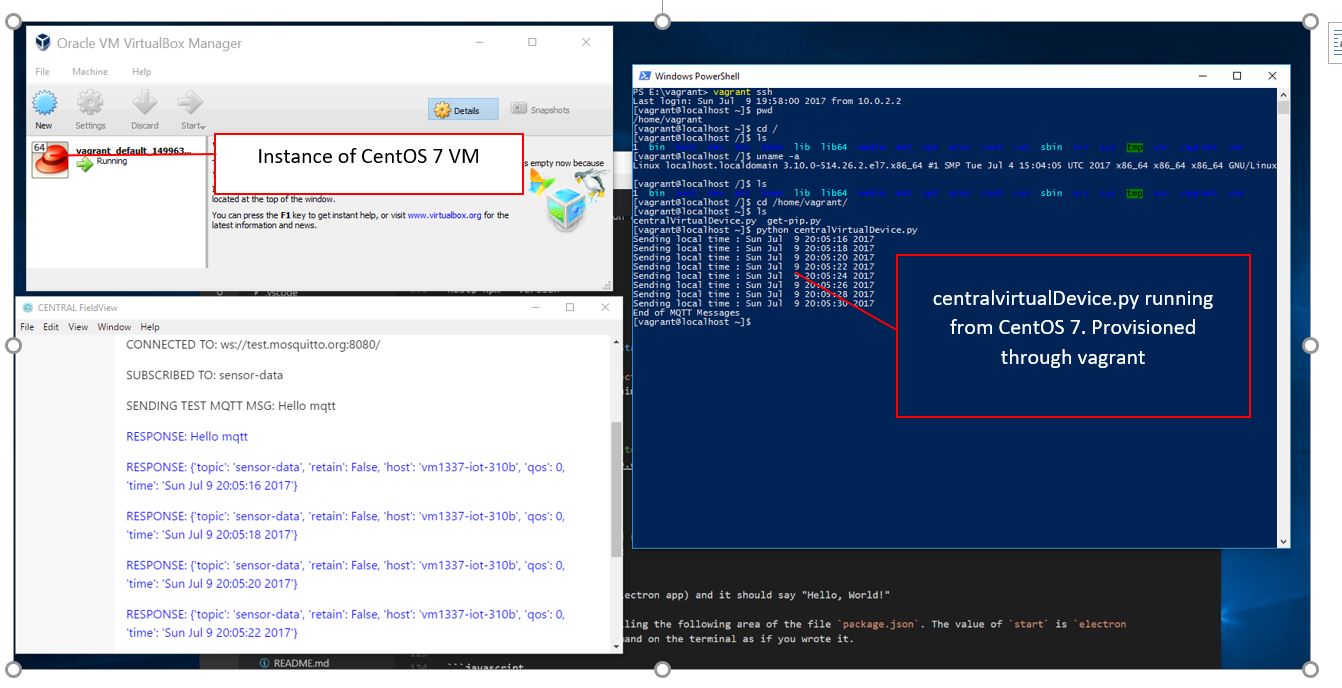 Oracle VM VirtualBox Manager
File Machine Help
New Settings Discard Start
Details Snapshots
64
vagrant_default_149963...
Running
Instance of CentOS 7 VM
s empty now because
located at the top of the window.
You can press the F1 key to get instant help, or visit www.virtualbox.org for the
latest information and news.
Windows PowerShell
PS E:\vagrant> vagrant ssh
Last login: Sun Jul 9 19:58:00 2017 from 10.0.2.2
[vagrant@localhost ~]$ pwd
/home/vagrant
[vagrant@localhost ~]$ cd /
[vagrant@localhost /]$ ls
1 bin lib lib64 sbin tmp
[vagrant@localhost /]$ uname -a
Linux localhost.localdomain 3.10.0-514.26.2.el7.x86_64 #1 SMP Tue Jul 4 15:04:05 UTC 2017 x86_64 x86_64 x86_64 GNU/Linux
[vagrant@localhost /]$ ls
1 bin lib lib64 sbin tmp
[vagrant@localhost /]$ cd /home/vagrant/
[vagrant@localhost ~]$ ls
centralVirtualDevice.py get-pip.py
[vagrant@localhost ~]$ python centralVirtualDevice.py
Sending local time : Sun Jul 9 20:05:16 2017
Sending local time : Sun Jul 9 20:05:18 2017
Sending local time : Sun Jul 9 20:05:20 2017
Sending local time : Sun Jul 9 20:05:22 2017
Sending local time : Sun Jul 9 20:05:24 2017
Sending local time : Sun Jul 9 20:05:26 2017
Sending local time : Sun Jul 9 20:05:28 2017
Sending local time : Sun Jul 9 20:05:30 2017
End of MQTT Messages
[vagrant@localhost ~]$
centralvirtualDevice.py running
from CentOS 7. Provisioned
through vagrant
.vscode
CENTRAL FieldView
File Edit View Window Help
CONNECTED TO: ws://test.mosquitto.org:8080/
SUBSCRIBED TO: sensor-data
SENDING TEST MQTT MSG: Hello mqtt
RESPONSE: Hello mqtt
RESPONSE: {'topic': 'sensor-data', 'retain': False, 'host': 'vm1337-iot-310b', 'qos': 0,
'time': 'Sun Jul 9 20:05:16 2017'}
RESPONSE: {'topic': 'sensor-data', 'retain': False, 'host': 'vm1337-iot-310b', 'qos': 0,
'time': 'Sun Jul 9 20:05:18 2017'}
RESPONSE: {'topic': 'sensor-data', 'retain': False, 'host': 'vm1337-iot-310b', 'qos': 0,
'time': 'Sun Jul 9 20:05:20 2017'}
RESPONSE: {'topic': 'sensor-data', 'retain': False, 'host': 'vm1337-iot-310b', 'qos': 0,
'time': 'Sun Jul 9 20:05:22 2017'}
lectron app) and it should say "Hello, World!"
ling the following area of the file `package.json`. The value of `start` is `electron
and on the terminal as if you wrote it.
README.md
124 ```javascript